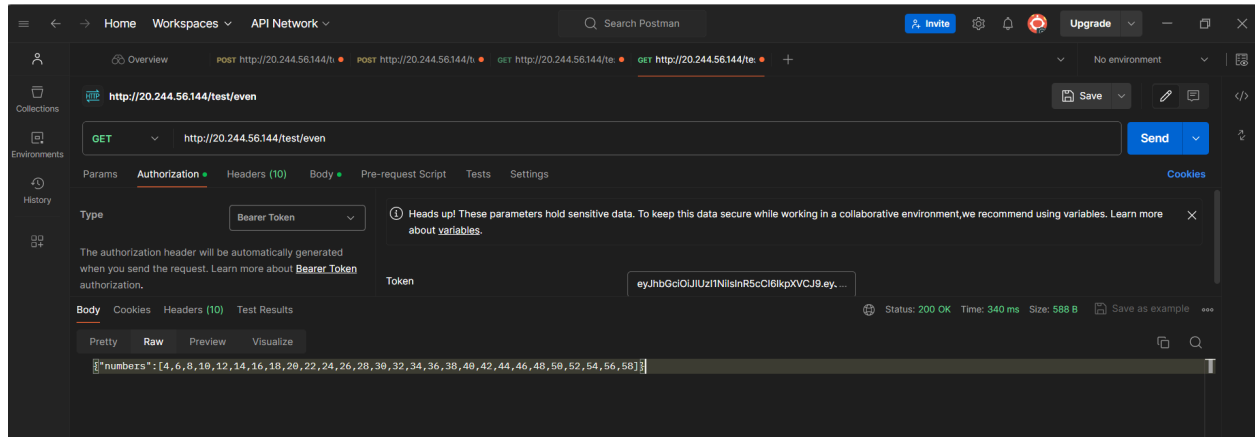 Home Workspaces API Network Search Postman Invite Upgrade
Overview POST http://20.244.56.144/t POST http://20.244.56.144/t GET http://20.244.56.144/te: GET http://20.244.56.144/te: No environment
Collections
HTTP http://20.244.56.144/test/even Save
GET http://20.244.56.144/test/even Send
Environments
Params Authorization Headers (10) Body Pre-request Script Tests Settings Cookies
History
Type Bearer Token
Heads up! These parameters hold sensitive data. To keep this data secure while working in a collaborative environment,we recommend using variables. Learn more
about variables.
The authorization header will be automatically generated
when you send the request. Learn more about Bearer Token
authorization.
Token eyJhbGciOiJIUzI1NiIsInR5cCI6IkpXVCJ9.ey. ...
Body Cookies Headers (10) Test Results Status: 200 OK Time: 340 ms Size: 588 B Save as example
Pretty Raw Preview Visualize
{"numbers":[4,6,8,10,12,14,16,18,20,22,24,26,28,30,32,34,36,38,40,42,44,46,48,50,52,54,56,58]}